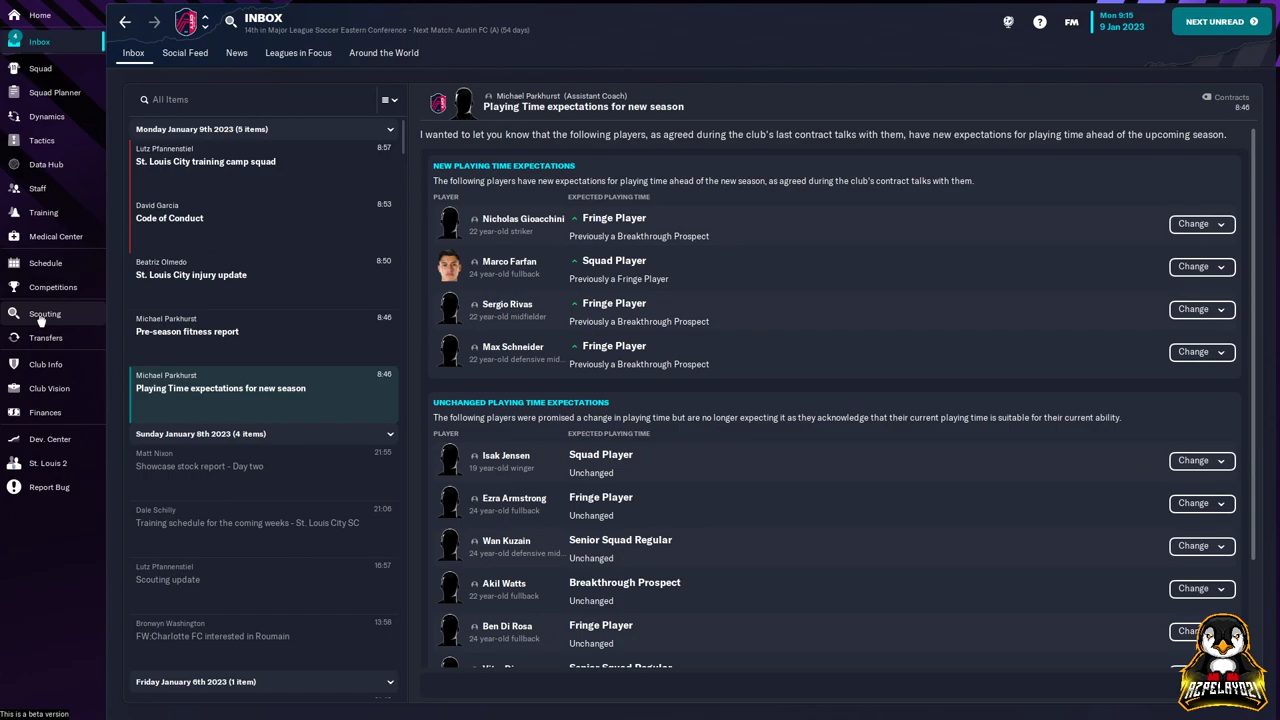 Home
INBOX
14th in Major League Soccer Eastern Conference - Next Match: Austin FC (A) (54 days)
FM
Mon 9:15
9 Jan 2023
NEXT UNREAD
4
Inbox
Squad
Squad Planner
Dynamics
Tactics
Data Hub
Staff
Training
Medical Center
Schedule
Competitions
Scouting
Transfers
Club Info
Club Vision
Finances
Dev. Center
St. Louis 2
Report Bug
This is a beta version
Inbox
Social Feed
News
Leagues in Focus
Around the World
All Items
Monday January 9th 2023 (5 items)
Lutz Pfannenstiel 8:57
St. Louis City training camp squad
David Garcia 8:53
Code of Conduct
Beatriz Olmedo 8:50
St. Louis City injury update
Michael Parkhurst 8:46
Pre-season fitness report
Michael Parkhurst 8:46
Playing Time expectations for new season
Sunday January 8th 2023 (4 items)
Matt Nixon 21:55
Showcase stock report - Day two
Dale Schilly 21:06
Training schedule for the coming weeks - St. Louis City SC
Lutz Pfannenstiel 16:57
Scouting update
Bronwyn Washington 13:58
FW:Charlotte FC interested in Roumain
Friday January 6th 2023 (1 item)
Michael Parkhurst (Assistant Coach)
Playing Time expectations for new season
Contracts
8:46
I wanted to let you know that the following players, as agreed during the club's last contract talks with them, have new expectations for playing time ahead of the upcoming season.
NEW PLAYING TIME EXPECTATIONS
The following players have new expectations for playing time ahead of the new season, as agreed during the club's contract talks with them.
PLAYER EXPECTED PLAYING TIME
Nicholas Gioacchini Fringe Player Change
22 year-old striker Previously a Breakthrough Prospect
Marco Farfan Squad Player Change
24 year-old fullback Previously a Fringe Player
Sergio Rivas Fringe Player Change
22 year-old midfielder Previously a Breakthrough Prospect
Max Schneider Fringe Player Change
22 year-old defensive mid... Previously a Breakthrough Prospect
UNCHANGED PLAYING TIME EXPECTATIONS
The following players were promised a change in playing time but are no longer expecting it as they acknowledge that their current playing time is suitable for their current ability.
PLAYER EXPECTED PLAYING TIME
Isak Jensen Squad Player Change
19 year-old winger Unchanged
Ezra Armstrong Fringe Player Change
24 year-old fullback Unchanged
Wan Kuzain Senior Squad Regular Change
24 year-old defensive mid... Unchanged
Akil Watts Breakthrough Prospect Change
22 year-old fullback Unchanged
Ben Di Rosa Fringe Player
24 year-old fullback Unchanged
Senior Squad Regular
AZPELAYO21